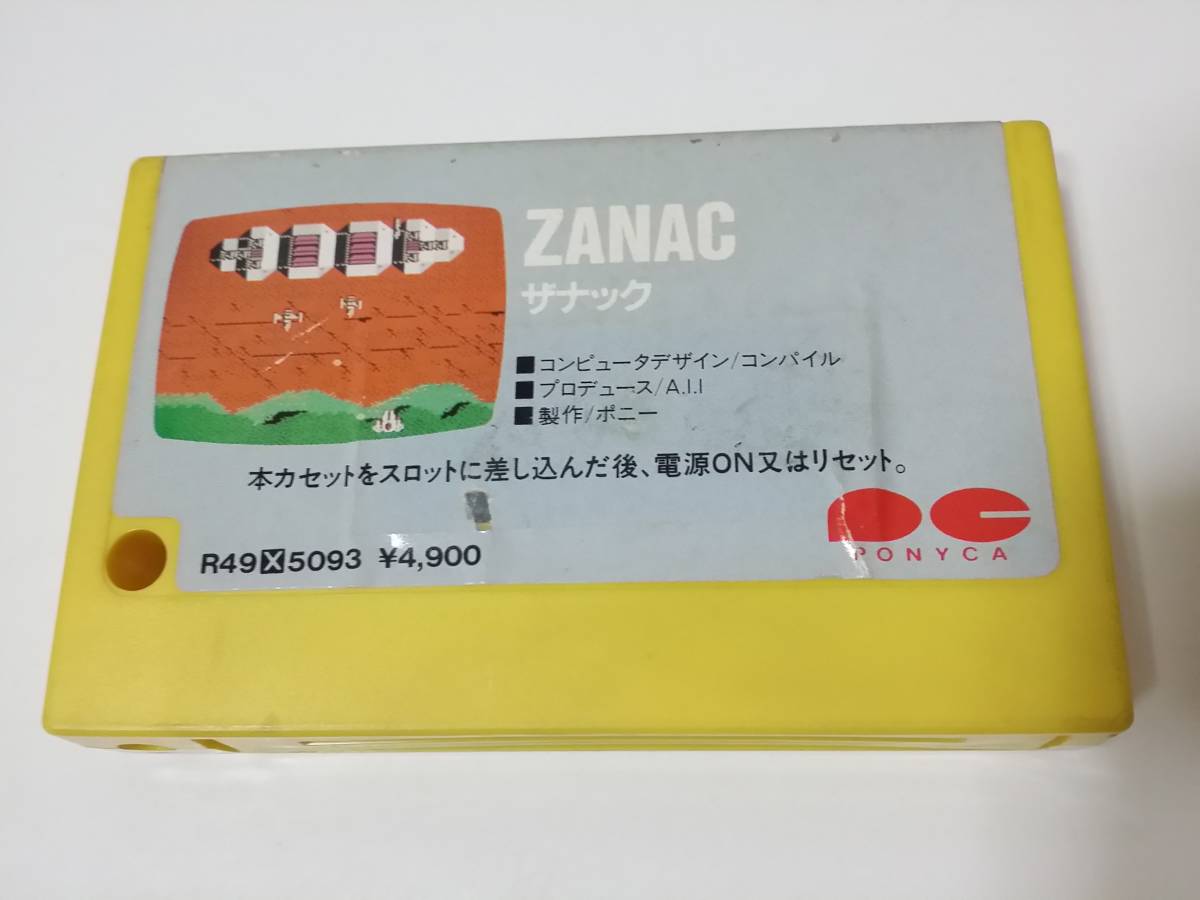 ZANAC
ザナック
■コンピュータデザイン/コンパイル
■プロデュース/A.I.I
■製作/ポニー
本カセットをスロットに差し込んだ後、電源ON又はリセット。
R49X5093 ¥4,900
PC
PONYCA